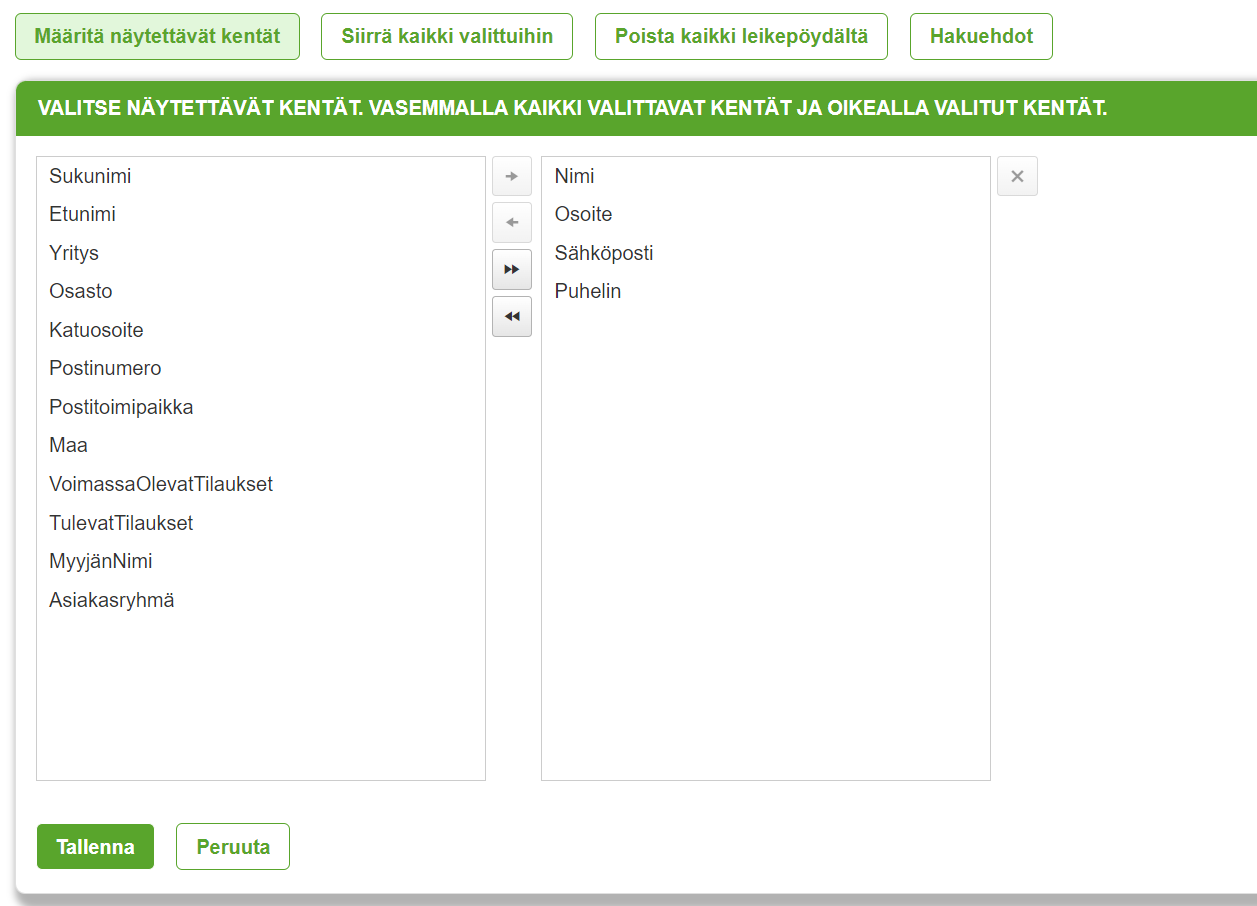 Määritä näytettävät kentät
Siirrä kaikki valittuihin
Poista kaikki leikepöydältä
Hakuehdot
VALITSE NÄYTETTÄVÄT KENTÄT. VASEMMALLA KAIKKI VALITTAVAT KENTÄT JA OIKEALLA VALITUT KENTÄT.
Sukunimi
Etunimi
Yritys
Osasto
Katuosoite
Postinumero
Postitoimipaikka
Maa
VoimassaOlevatTilaukset
TulevatTilaukset
MyyjänNimi
Asiakasryhmä
Nimi
Osoite
Sähköposti
Puhelin
Tallenna
Peruuta